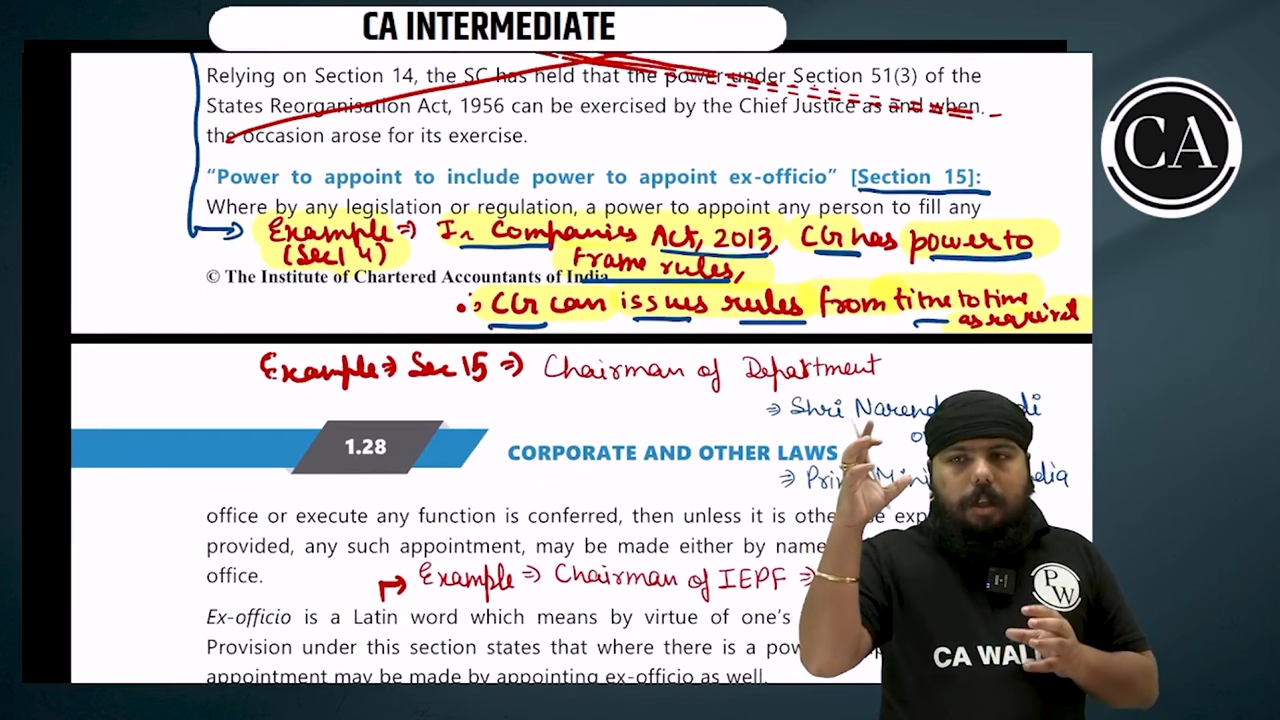 CA INTERMEDIATE
Relying on Section 14, the SC has held that the power under Section 51(3) of the
States Reorganisation Act, 1956 can be exercised by the Chief Justice as and when
the occasion arose for its exercise.
“Power to appoint to include power to appoint ex-officio” [Section 15]:
Where by any legislation or regulation, a power to appoint any person to fill any
Example ⇒ In Companies Act, 2013, CG has power to
(Sec 14) frame rules,
© The Institute of Chartered Accountants of India
∴ CG can issues rules from time to time
as required
Example ⇒ Sec 15 ⇒ Chairman of Department
⇒ Shri
1.28 CORPORATE AND OTHER LAWS
office or execute any function is conferred, then unless it is
provided, any such appointment, may be made either by name
office.
Example ⇒ Chairman of IEPF ⇒
Ex-officio is a Latin word which means by virtue of one’s
Provision under this section states that where there is a
appointment may be made by appointing ex-officio as well.
CA
PW
CA